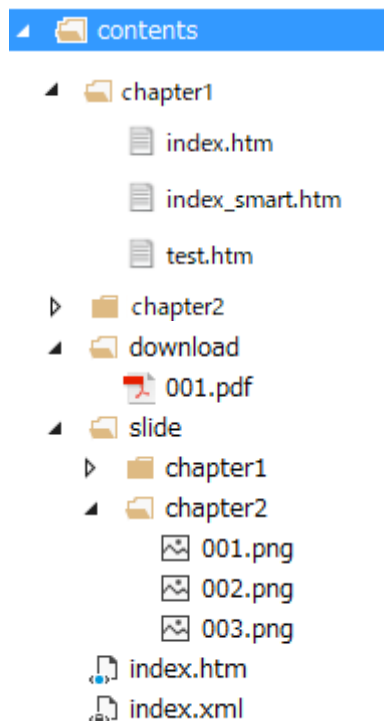 contents
chapter1
index.htm
index_smart.htm
test.htm
chapter2
download
001.pdf
slide
chapter1
chapter2
001.png
002.png
003.png
index.htm
index.xml